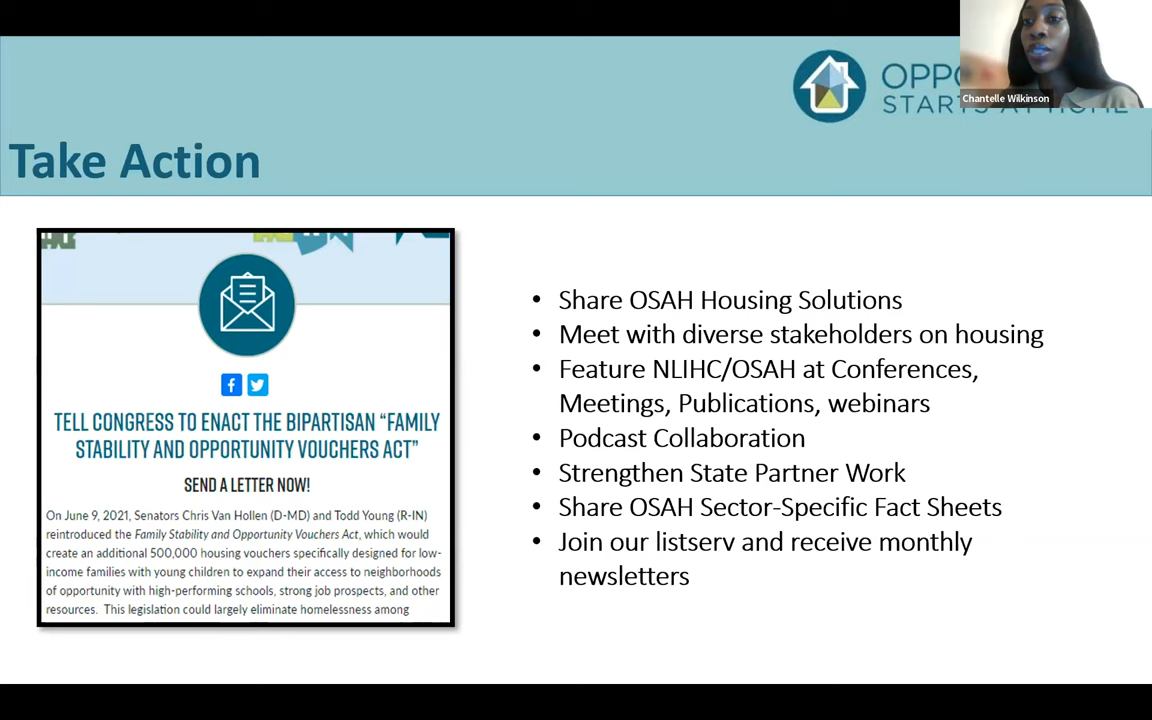 OPPO
STARTS AT HOME
Chantelle Wilkinson
Take Action
TELL CONGRESS TO ENACT THE BIPARTISAN “FAMILY
STABILITY AND OPPORTUNITY VOUCHERS ACT”
SEND A LETTER NOW!
On June 9, 2021, Senators Chris Van Hollen (D-MD) and Todd Young (R-IN)
reintroduced the Family Stability and Opportunity Vouchers Act, which would
create an additional 500,000 housing vouchers specifically designed for low-
income families with young children to expand their access to neighborhoods
of opportunity with high-performing schools, strong job prospects, and other
resources. This legislation could largely eliminate homelessness among
• Share OSAH Housing Solutions
• Meet with diverse stakeholders on housing
• Feature NLIHC/OSAH at Conferences,
Meetings, Publications, webinars
• Podcast Collaboration
• Strengthen State Partner Work
• Share OSAH Sector-Specific Fact Sheets
• Join our listserv and receive monthly
newsletters